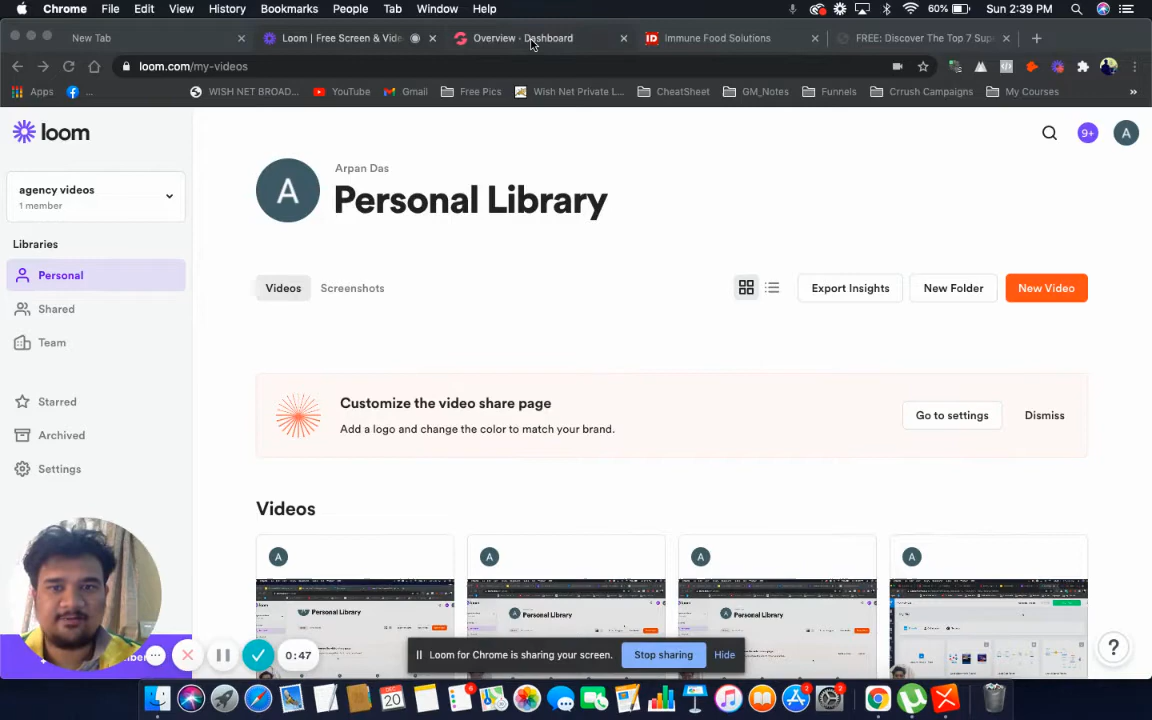 Chrome File Edit View History Bookmarks People Tab Window Help 60% Sun 2:39 PM
New Tab Loom | Free Screen & Vide Overview - Dashboard Immune Food Solutions FREE: Discover The Top 7 Sup
loom.com/my-videos
Apps ... WISH NET BROAD... YouTube Gmail Free Pics Wish Net Private L... CheatSheet GM_Notes Funnels Crrush Campaigns My Courses »
loom
9+ A
A
Arpan Das
Personal Library
agency videos
1 member
Libraries
Personal
Shared
Team
Starred
Archived
Settings
Videos Screenshots Export Insights New Folder New Video
Customize the video share page
Add a logo and change the color to match your brand.
Go to settings Dismiss
Videos
A A A A
Personal Library Personal Library Personal Library
0:47
Loom for Chrome is sharing your screen. Stop sharing Hide
?
DEC
20